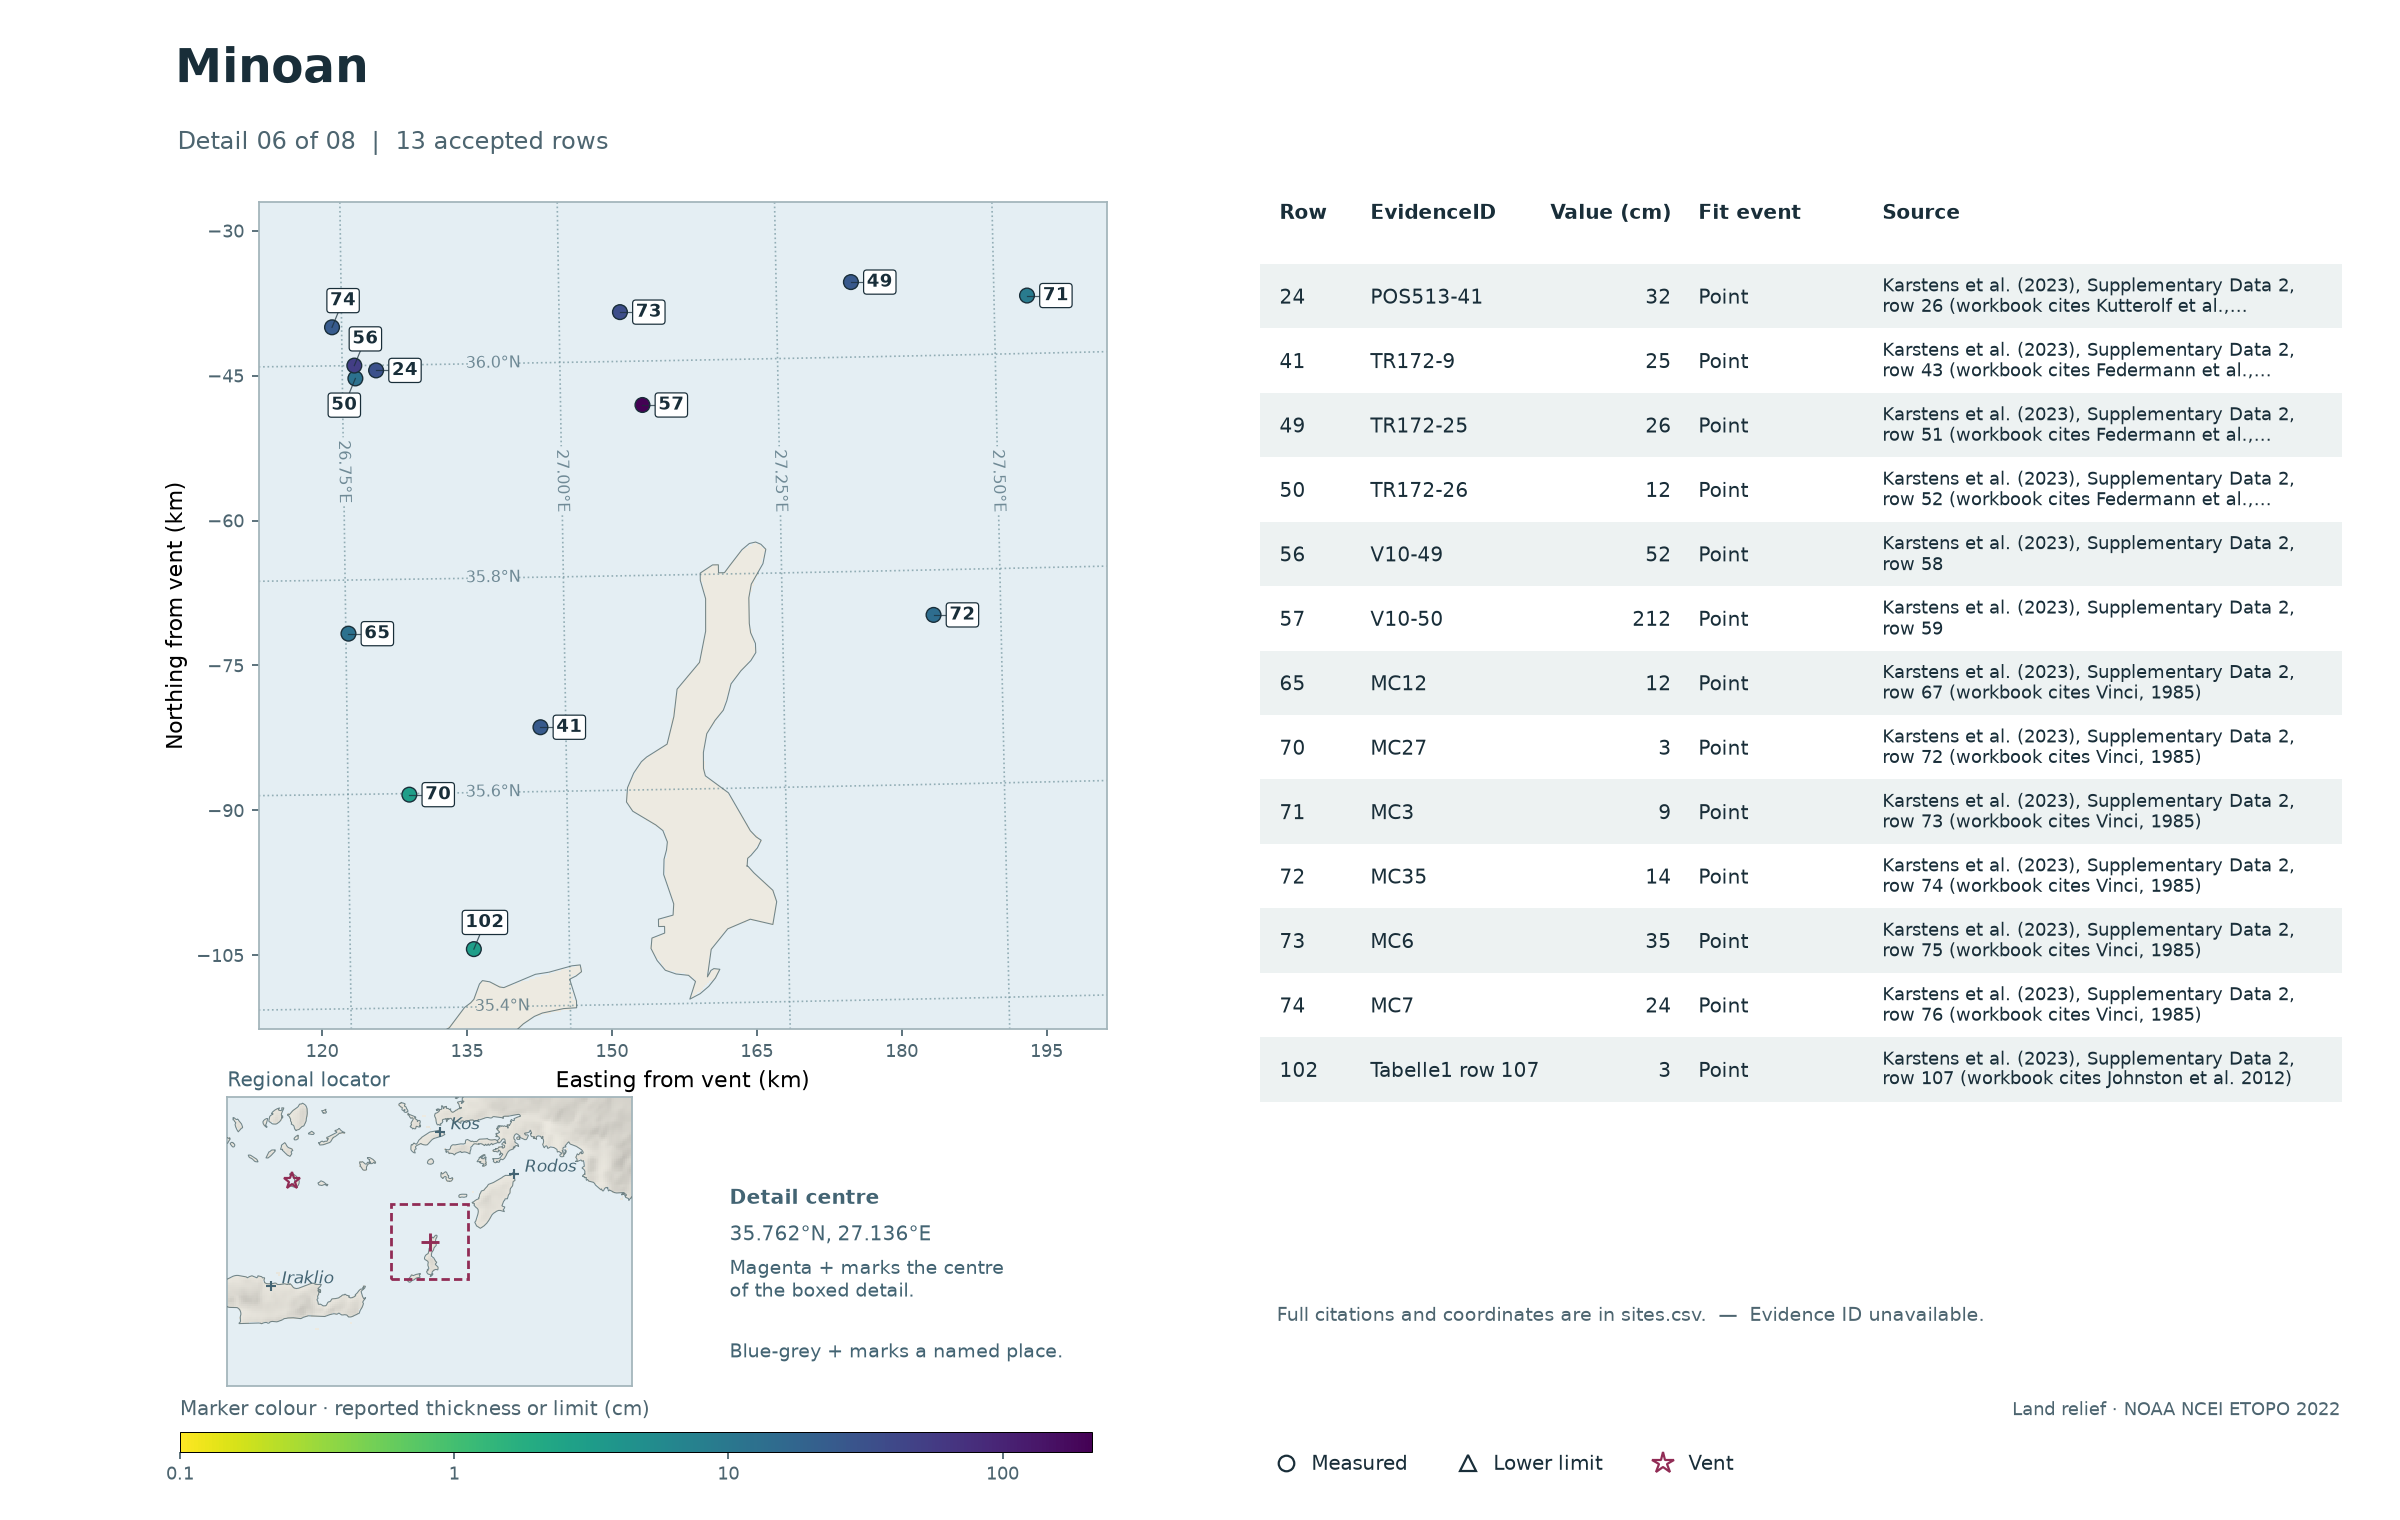 Minoan
Detail 06 of 08 | 13 accepted rows
−30
−45
−60
−75
−90
−105
Northing from vent (km)
120
135
150
165
180
195
Easting from vent (km)
36.0°N
35.8°N
35.6°N
35.4°N
26.75°E
27.00°E
27.25°E
27.50°E
74
56
24
50
73
49
71
57
65
72
41
70
102
Regional locator
Kos
Rodos
Iraklio
Detail centre
35.762°N, 27.136°E
Magenta + marks the centre
of the boxed detail.
Blue-grey + marks a named place.
Marker colour · reported thickness or limit (cm)
0.1
1
10
100
Row EvidenceID Value (cm) Fit event Source
24 POS513-41 32 Point Karstens et al. (2023), Supplementary Data 2,
row 26 (workbook cites Kutterolf et al.,…
41 TR172-9 25 Point Karstens et al. (2023), Supplementary Data 2,
row 43 (workbook cites Federmann et al.,…
49 TR172-25 26 Point Karstens et al. (2023), Supplementary Data 2,
row 51 (workbook cites Federmann et al.,…
50 TR172-26 12 Point Karstens et al. (2023), Supplementary Data 2,
row 52 (workbook cites Federmann et al.,…
56 V10-49 52 Point Karstens et al. (2023), Supplementary Data 2,
row 58
57 V10-50 212 Point Karstens et al. (2023), Supplementary Data 2,
row 59
65 MC12 12 Point Karstens et al. (2023), Supplementary Data 2,
row 67 (workbook cites Vinci, 1985)
70 MC27 3 Point Karstens et al. (2023), Supplementary Data 2,
row 72 (workbook cites Vinci, 1985)
71 MC3 9 Point Karstens et al. (2023), Supplementary Data 2,
row 73 (workbook cites Vinci, 1985)
72 MC35 14 Point Karstens et al. (2023), Supplementary Data 2,
row 74 (workbook cites Vinci, 1985)
73 MC6 35 Point Karstens et al. (2023), Supplementary Data 2,
row 75 (workbook cites Vinci, 1985)
74 MC7 24 Point Karstens et al. (2023), Supplementary Data 2,
row 76 (workbook cites Vinci, 1985)
102 Tabelle1 row 107 3 Point Karstens et al. (2023), Supplementary Data 2,
row 107 (workbook cites Johnston et al. 2012)
Full citations and coordinates are in sites.csv. — Evidence ID unavailable.
Land relief · NOAA NCEI ETOPO 2022
Measured
Lower limit
Vent